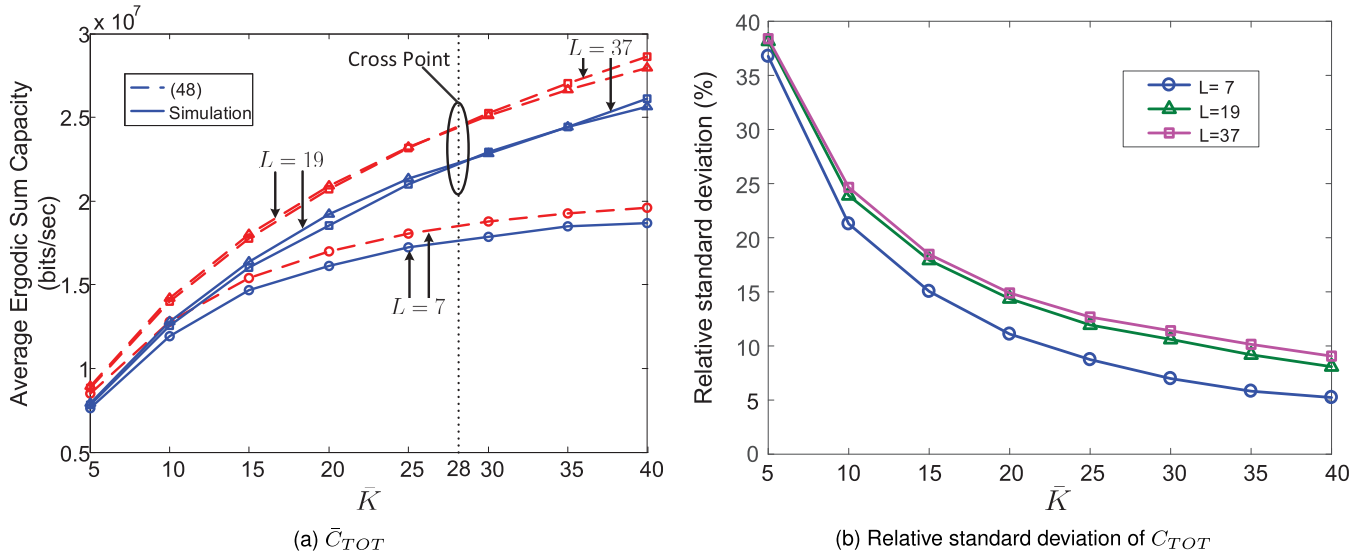 x 10⁷
3
2.5
2
1.5
1
0.5
5 10 15 20 25 28 30 35 40
Average Ergodic Sum Capacity
(bits/sec)
K̄
(48)
Simulation
Cross Point
L = 37
L = 19
L = 7
(a) C̄_TOT
40
35
30
25
20
15
10
5
0
5 10 15 20 25 30 35 40
Relative standard deviation (%)
K̄
L= 7
L=19
L=37
(b) Relative standard deviation of C_TOT